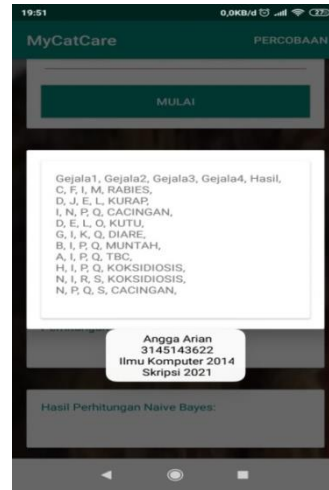 19:51 0,0KB/d 27
MyCatCare PERCOBAAN
MULAI
Gejala1, Gejala2, Gejala3, Gejala4, Hasil,
C, F, I, M, RABIES,
D, J, E, L, KURAP,
I, N, P, Q, CACINGAN,
D, E, L, O, KUTU,
G, I, K, Q, DIARE,
B, I, P, Q, MUNTAH,
A, I, P, Q, TBC,
H, I, P, Q, KOKSIDIOSIS,
N, I, R, S, KOKSIDIOSIS,
N, P, Q, S, CACINGAN,
Angga Arian
3145143622
Ilmu Komputer 2014
Skripsi 2021
Hasil Perhitungan Naive Bayes: